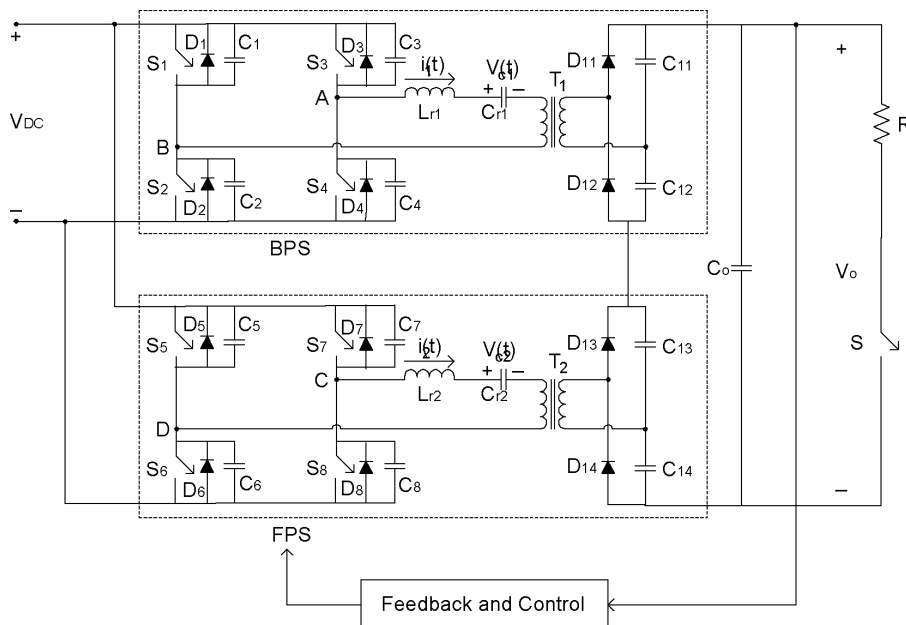 +
V_DC
−
S1
D1
C1
S3
D3
C3
A
B
i1(t)
Lr1
Vc1(t)
+ −
Cr1
T1
D11
C11
S2
D2
C2
S4
D4
C4
D12
C12
BPS
+
R
Co
Vo
S
−
S5
D5
C5
S7
D7
C7
C
D
i2(t)
Lr2
Vc2(t)
+ −
Cr2
T2
D13
C13
S6
D6
C6
S8
D8
C8
D14
C14
FPS
Feedback and Control